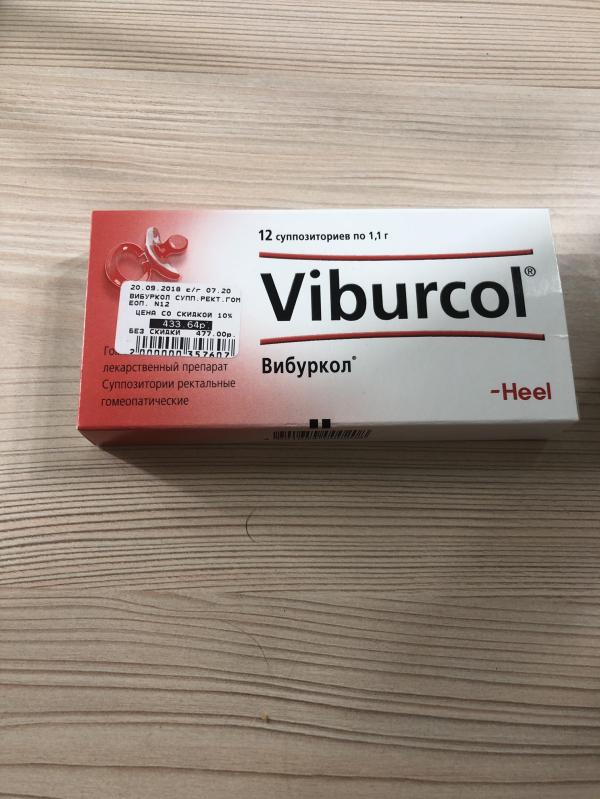 12 суппозиториев по 1,1 г
Viburcol®
Вибуркол®
-Heel
20.09.2018 с/г 07.20
ВИБУРКОЛ СУПП.РЕКТ.ГОМ
ЕОП. N12
ЦЕНА СО СКИДКОЙ 10%
433.64р.
БЕЗ СКИДКИ 477.00р.
2000000357607
лекарственный препарат
Суппозитории ректальные
гомеопатические